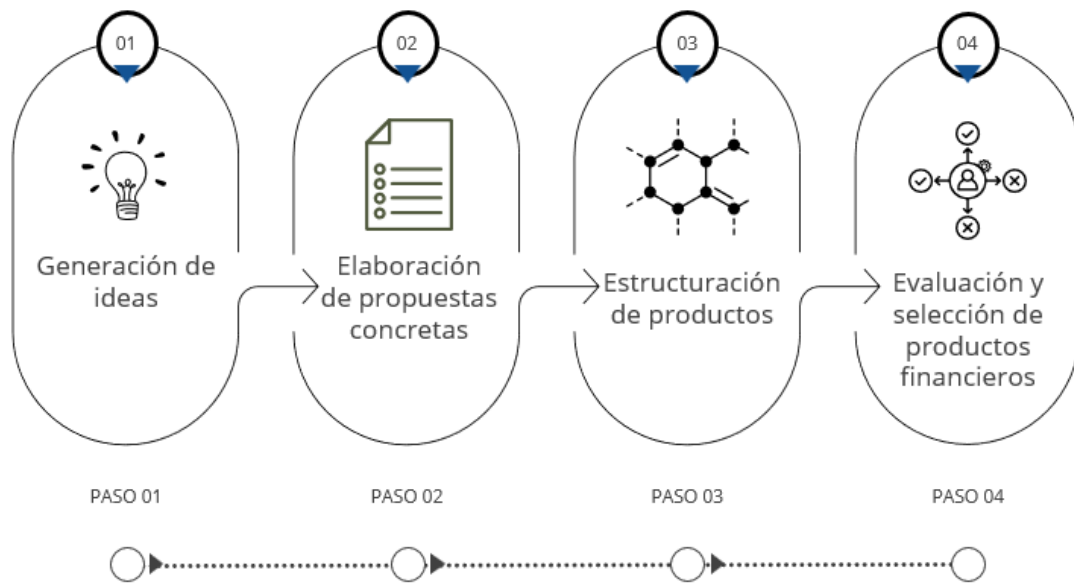 01
02
03
04
Generación de
ideas
Elaboración
de propuestas
concretas
Estructuración
de productos
Evaluación y
selección de
productos
financieros
PASO 01
PASO 02
PASO 03
PASO 04